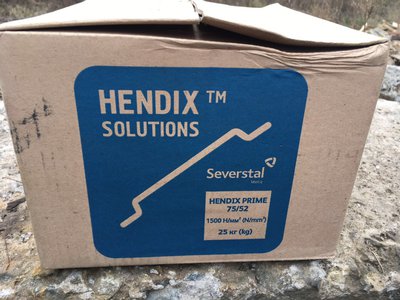 HENDIX ™
SOLUTIONS
Severstal
HENDIX PRIME
75/52
1500 Н/мм² (N/mm²)
25 кг (kg)